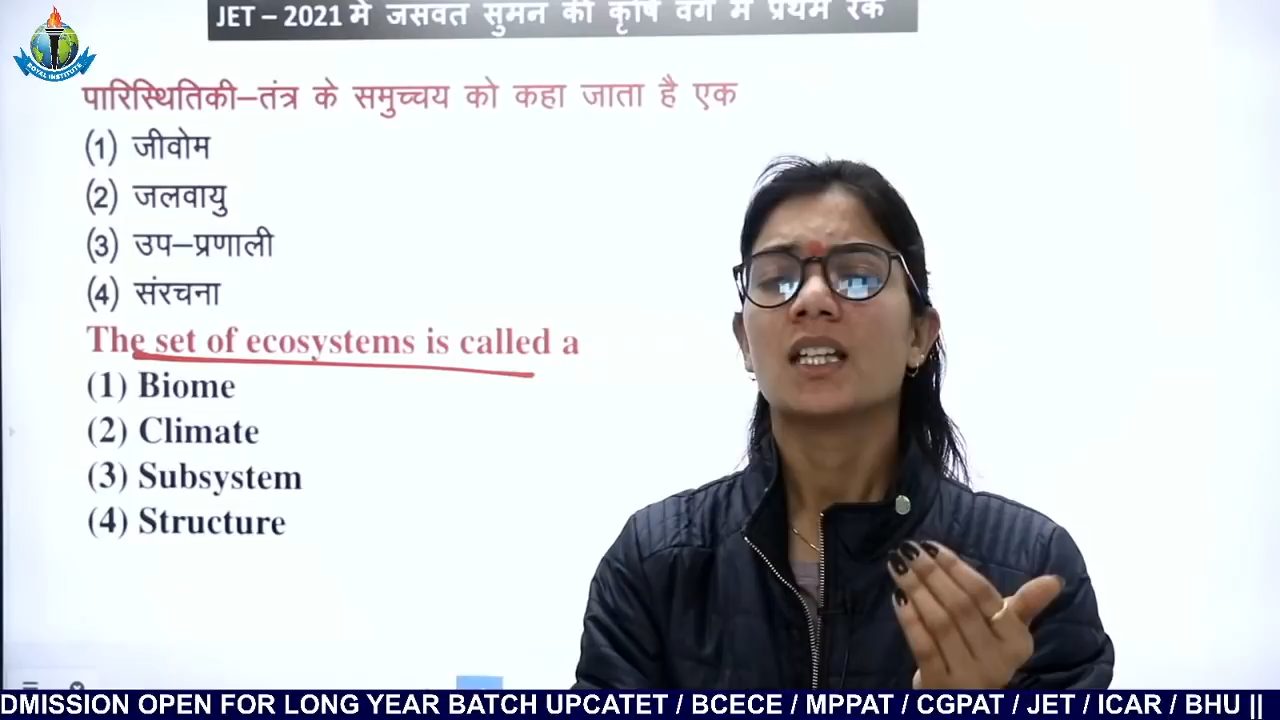 JET – 2021 में जसवंत सुमन की कृषि वर्ग में प्रथम रैंक
ROYAL INSTITUTE
पारिस्थितिकी–तंत्र के समुच्चय को कहा जाता है एक
(1) जीवोम
(2) जलवायु
(3) उप–प्रणाली
(4) संरचना
The set of ecosystems is called a
(1) Biome
(2) Climate
(3) Subsystem
(4) Structure
DMISSION OPEN FOR LONG YEAR BATCH UPCATET / BCECE / MPPAT / CGPAT / JET / ICAR / BHU ||